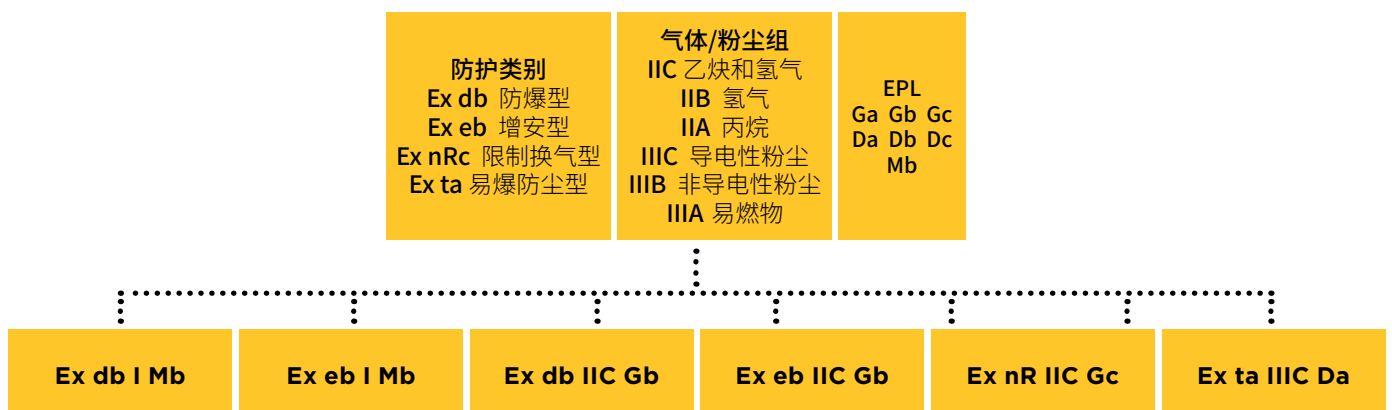 防护类别
Ex db 防爆型
Ex eb 增安型
Ex nRc 限制换气型
Ex ta 易爆防尘型
气体/粉尘组
IIC 乙炔和氢气
IIB 氢气
IIA 丙烷
IIIC 导电性粉尘
IIIB 非导电性粉尘
IIIA 易燃物
EPL
Ga Gb Gc
Da Db Dc
Mb
Ex db I Mb
Ex eb I Mb
Ex db IIC Gb
Ex eb IIC Gb
Ex nR IIC Gc
Ex ta IIIC Da